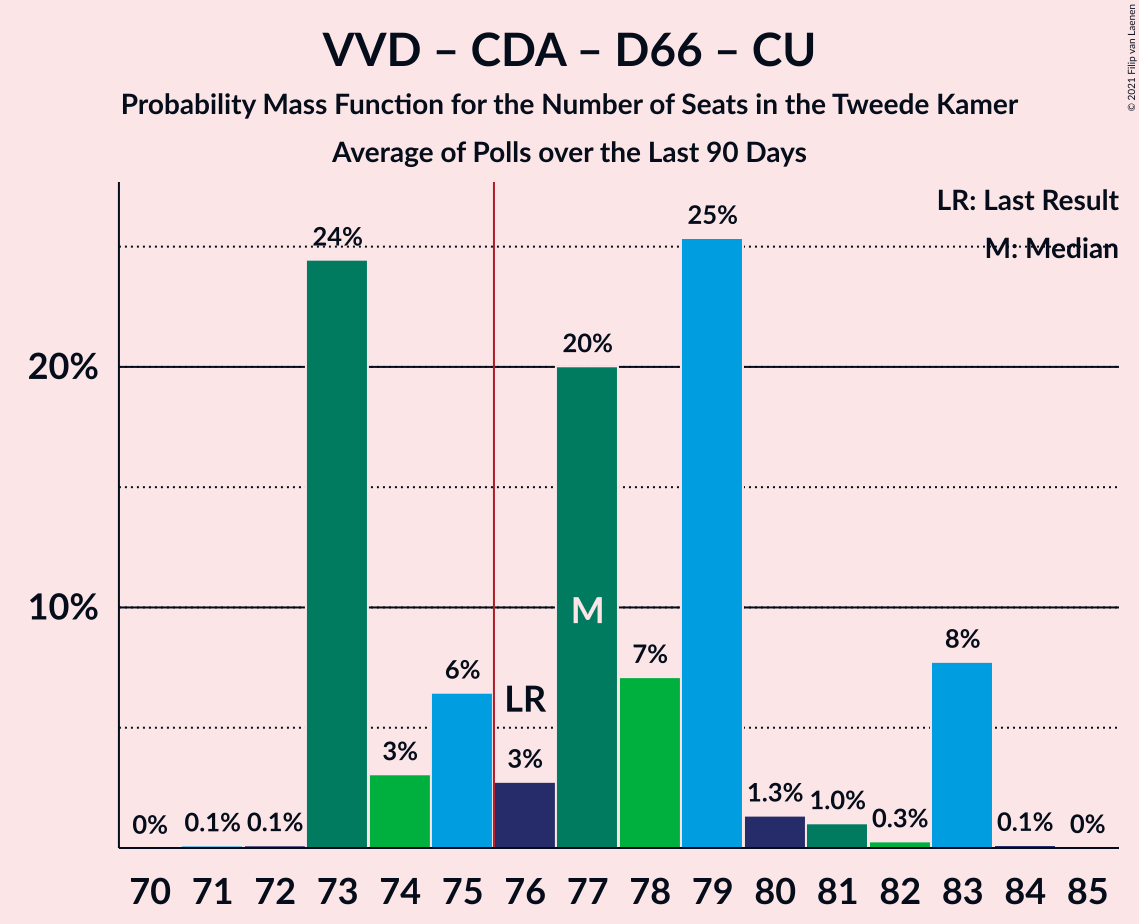 VVD – CDA – D66 – CU
Probability Mass Function for the Number of Seats in the Tweede Kamer
Average of Polls over the Last 90 Days
© 2021 Filip van Laenen
LR: Last Result
M: Median
20%
10%
0%
0.1%
0.1%
24%
3%
6%
3%
20%
7%
25%
1.3%
1.0%
0.3%
8%
0.1%
0%
LR
M
70 71 72 73 74 75 76 77 78 79 80 81 82 83 84 85